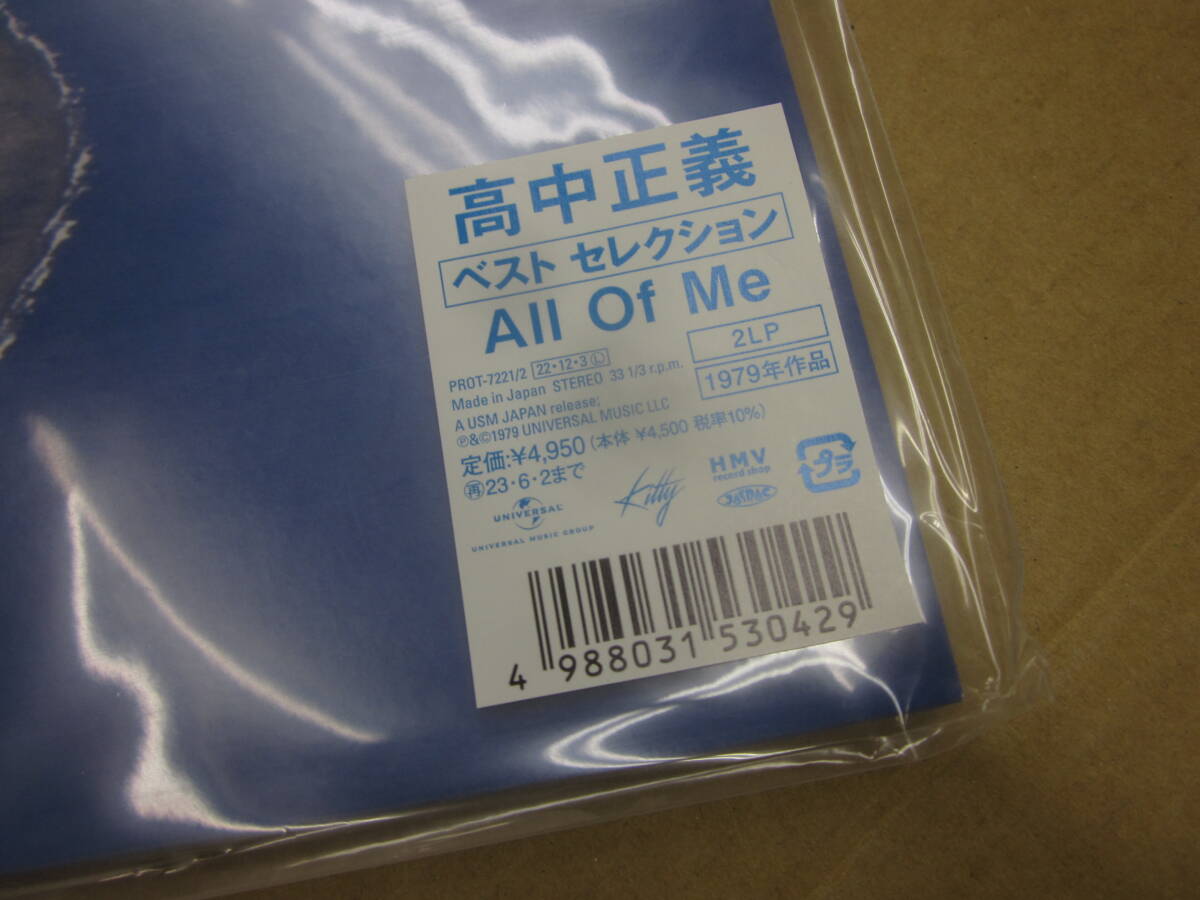 高中正義
ベスト セレクション
All Of Me
2LP
1979年作品
PROT-7221/2 22・12・3 Ⓛ
Made in Japan STEREO 33 1/3 r.p.m.
A USM JAPAN release;
Ⓟ&©1979 UNIVERSAL MUSIC LLC
定価:¥4,950 (本体 ¥4,500 税率10%)
再23・6・2まで
UNIVERSAL
UNIVERSAL MUSIC GROUP
Kitty
HMV
record shop
JASRAC
プラ
4 988031 530429